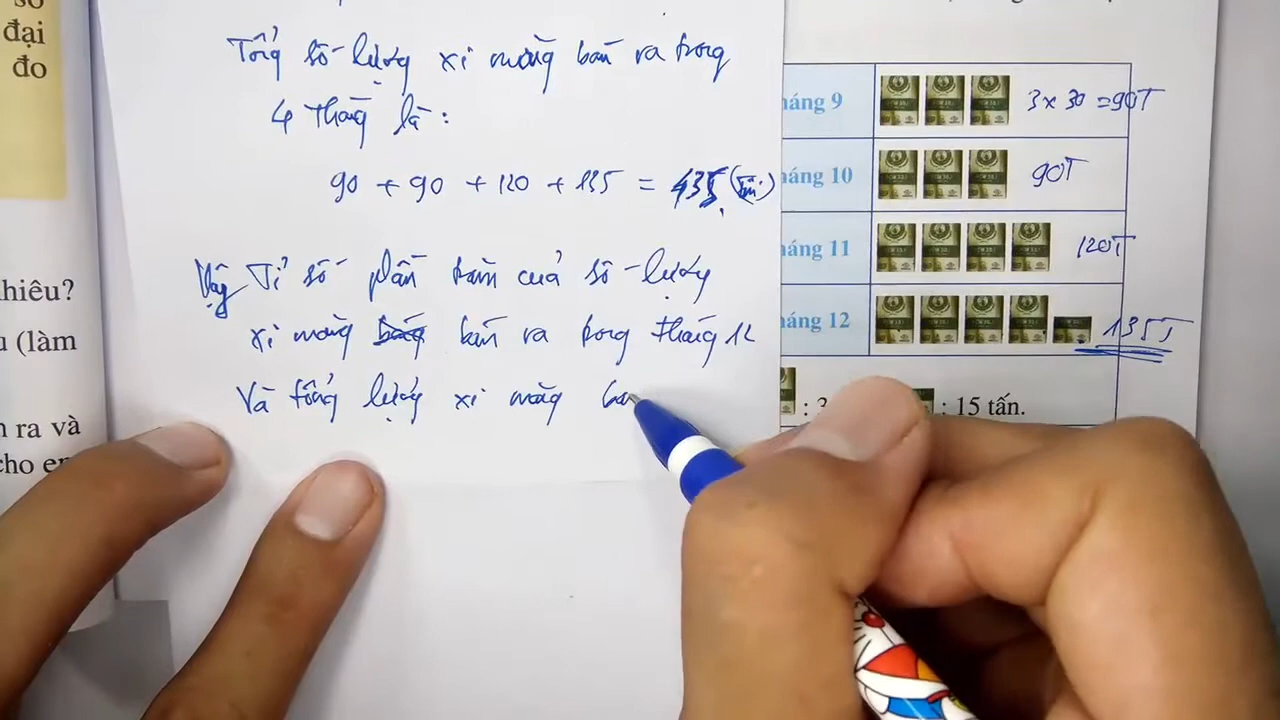 số
đại
đo
hiêu?
u (làm
n ra và
cho em
Tổng số lượng xi măng bán ra trong
4 tháng là:
90 + 90 + 120 + 135 = 435 (tấn)
Vậy Tỉ số phần trăm của số lượng
xi măng bán ra trong tháng 12
Và tổng lượng xi măng bá
háng 9
3 x 30 = 90T
háng 10
90T
háng 11
120T
háng 12
135T
: 3
: 15 tấn.